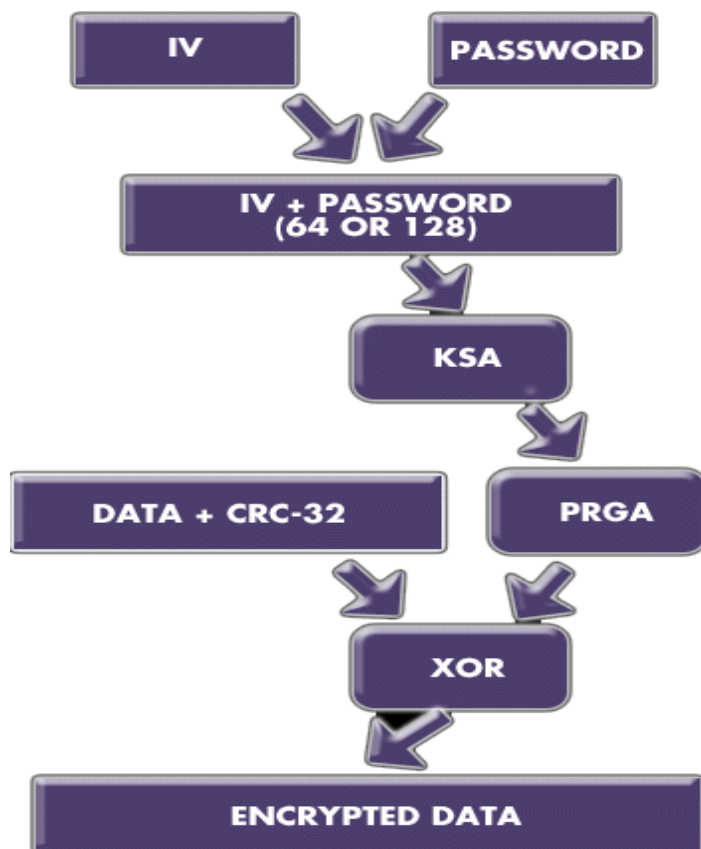 IV
PASSWORD
IV + PASSWORD
(64 OR 128)
KSA
DATA + CRC-32
PRGA
XOR
ENCRYPTED DATA